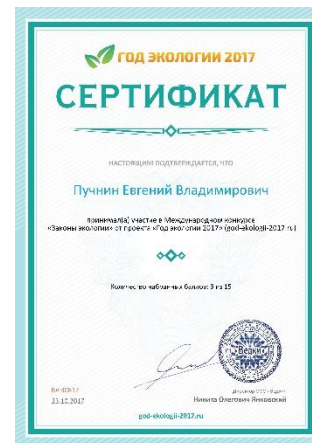 ГОД ЭКОЛОГИИ 2017
СЕРТИФИКАТ
НАСТОЯЩИМ ПОДТВЕРЖДАЕТСЯ, ЧТО
Пучнин Евгений Владимирович
принимал(а) участие в Международном конкурсе
«Законы экологии» от проекта «Год экологии 2017» (god-ekologii-2017.ru)
Количество набранных баллов: из 15
23.10.2017
Никита Олегович Янковский
god-ekologii-2017.ru